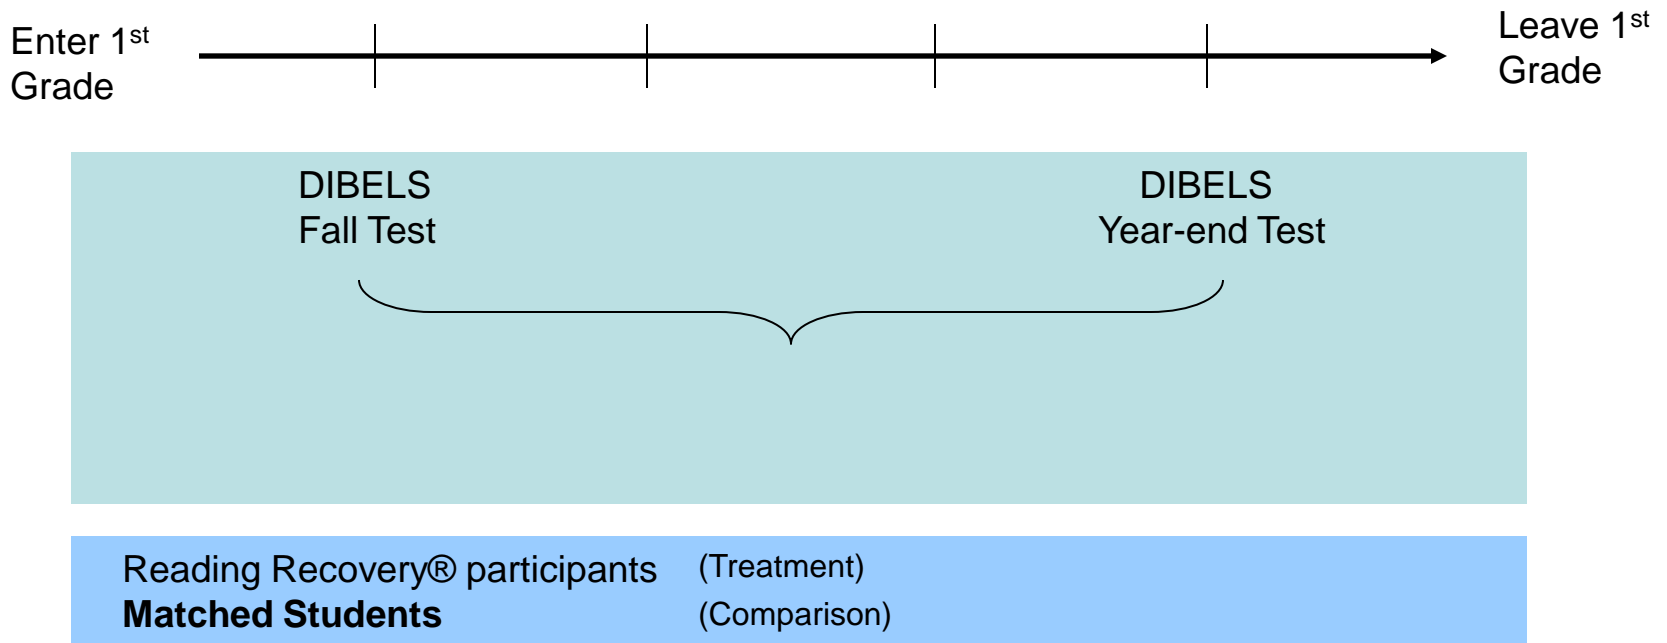 Enter 1st
Grade
Leave 1st
Grade
DIBELS
Fall Test
DIBELS
Year-end Test
Reading Recovery® participants (Treatment)
Matched Students (Comparison)